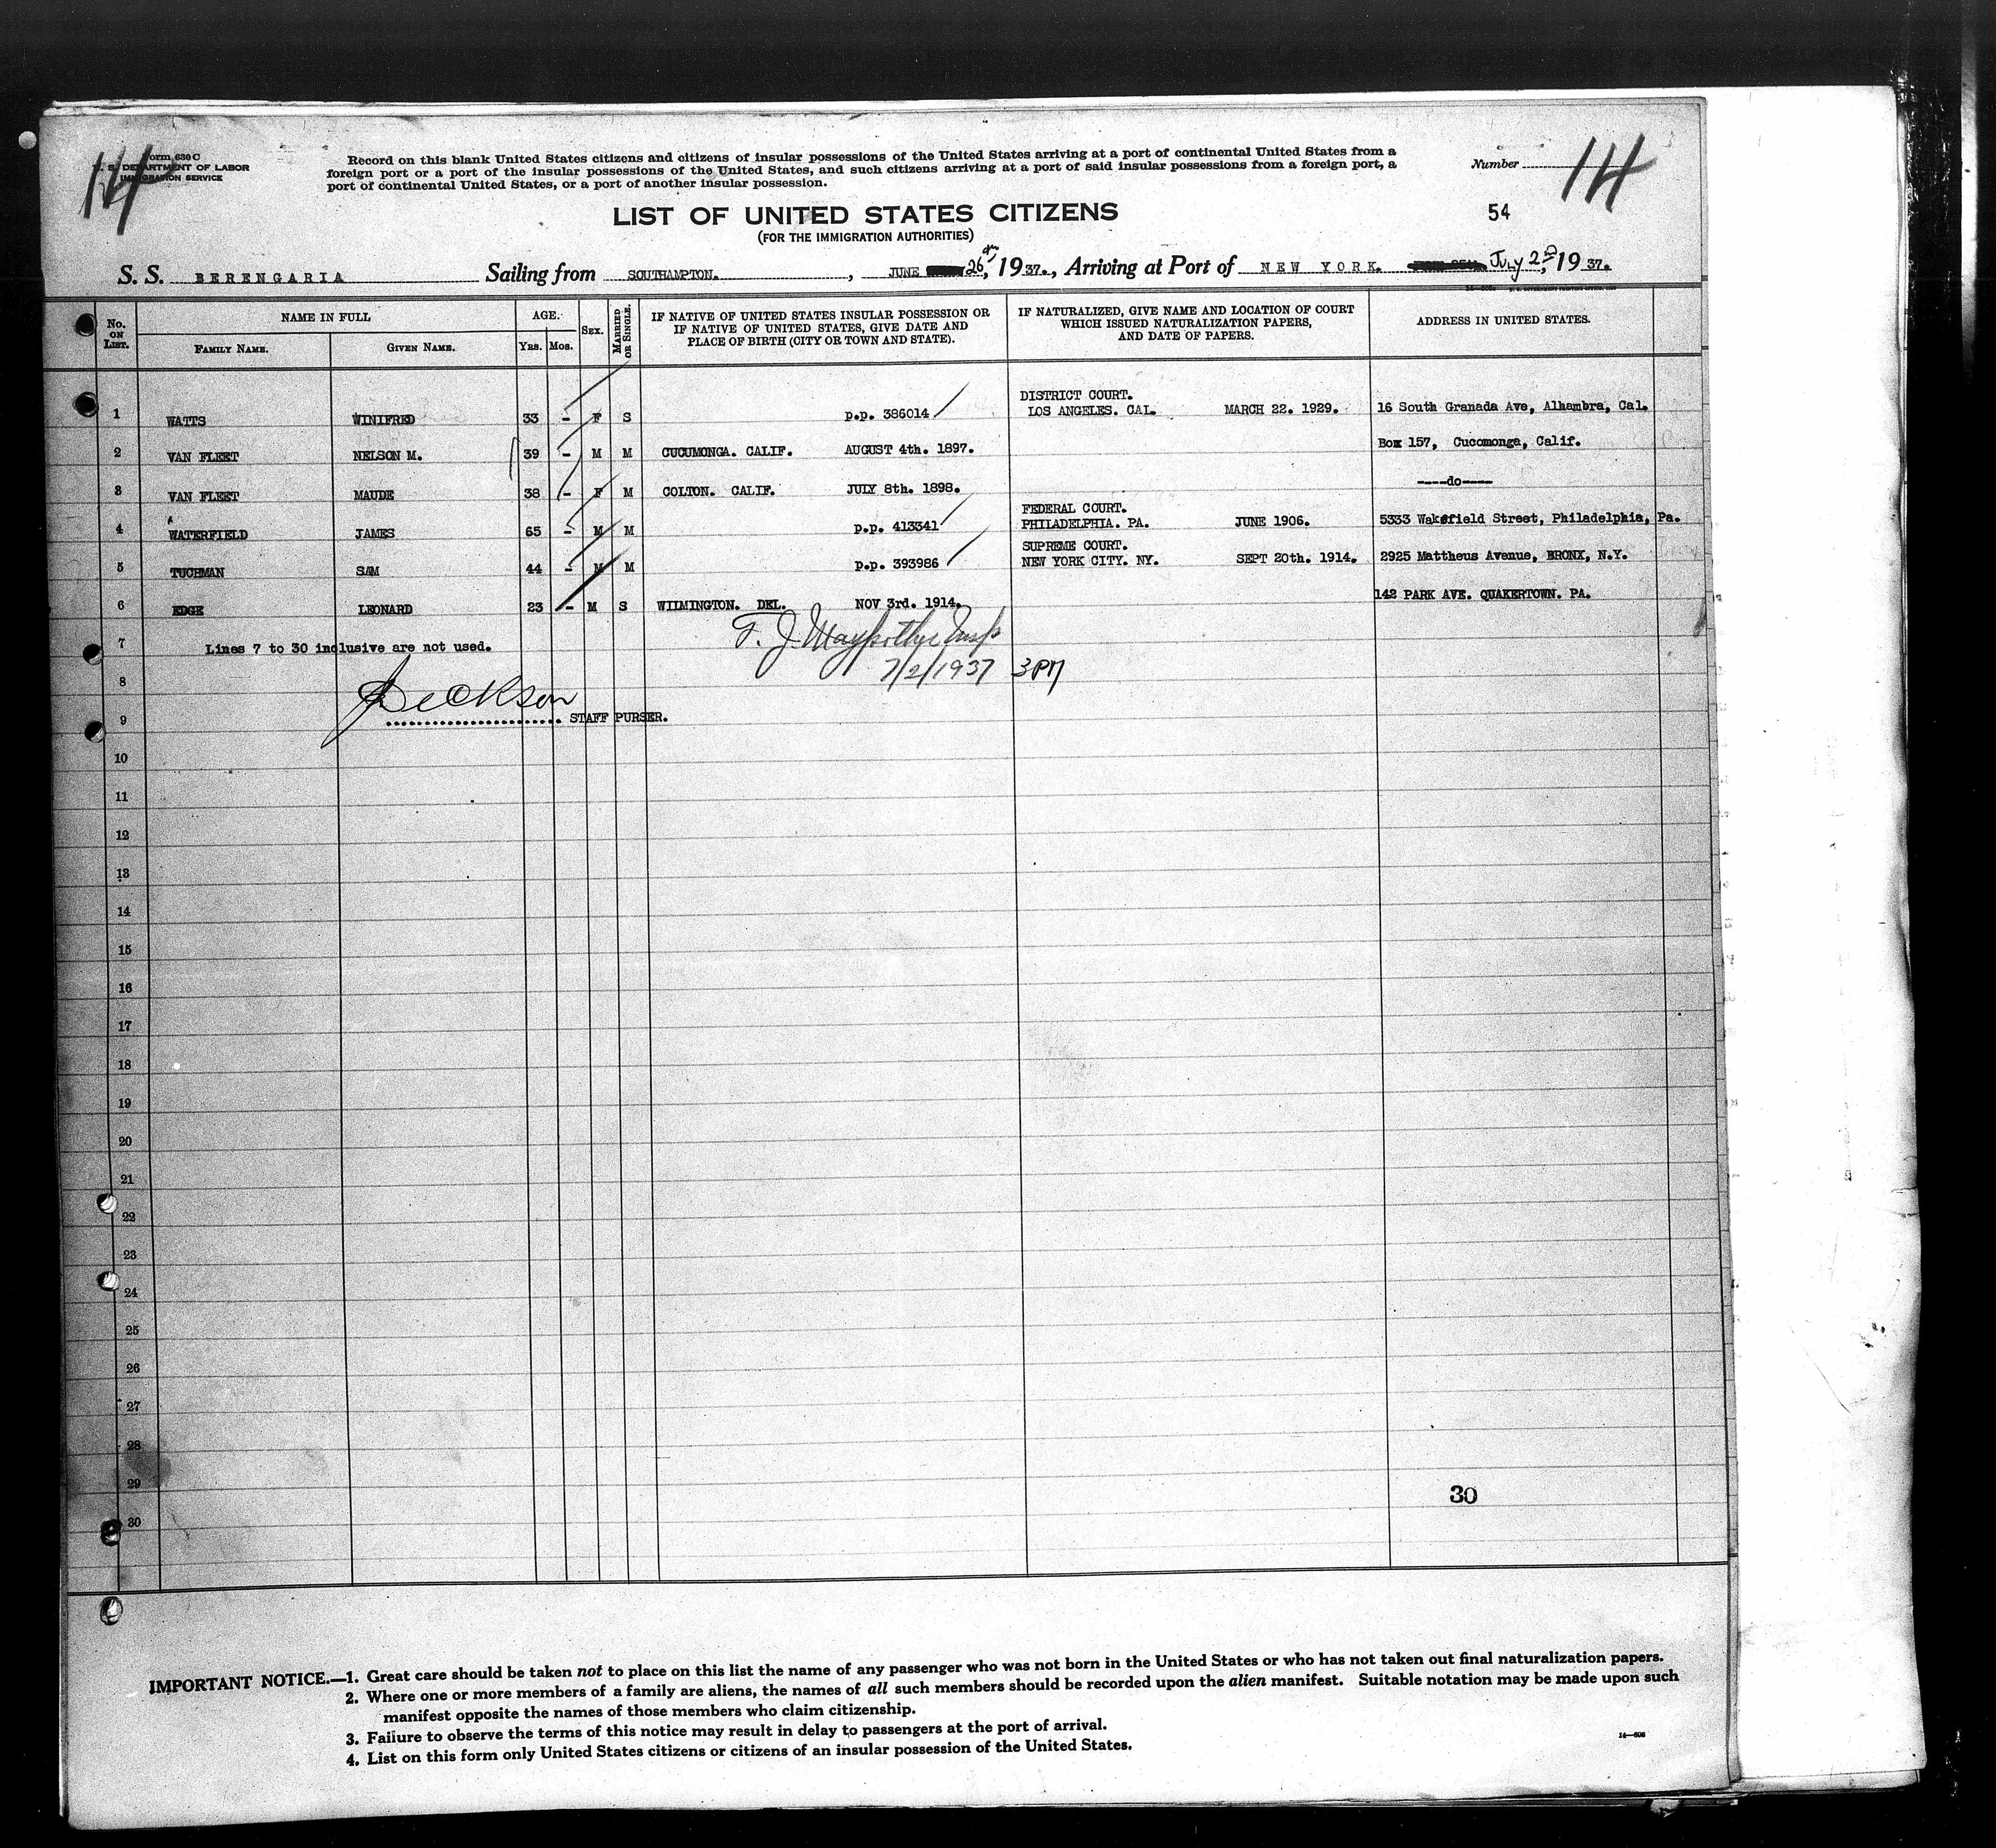 14
Form 630 C
U. S. DEPARTMENT OF LABOR
IMMIGRATION SERVICE
Record on this blank United States citizens and citizens of insular possessions of the United States arriving at a port of continental United States from a
foreign port or a port of the insular possessions of the United States, and such citizens arriving at a port of said insular possessions from a foreign port, a
port of continental United States, or a port of another insular possession.
Number 14
LIST OF UNITED STATES CITIZENS
54
(FOR THE IMMIGRATION AUTHORITIES)
S. S. BERENGARIA Sailing from SOUTHAMPTON. , JUNE 26th, 1937., Arriving at Port of NEW YORK. July 2nd, 1937.
No. ON LIST. NAME IN FULL AGE. SEX. MARRIED OR SINGLE. IF NATIVE OF UNITED STATES INSULAR POSSESSION OR IF NATIVE OF UNITED STATES, GIVE DATE AND PLACE OF BIRTH (CITY OR TOWN AND STATE). IF NATURALIZED, GIVE NAME AND LOCATION OF COURT WHICH ISSUED NATURALIZATION PAPERS, AND DATE OF PAPERS. ADDRESS IN UNITED STATES.
FAMILY NAME. GIVEN NAME. YRS. MOS.
1 WATTS WINIFRED 33 - F S p.p. 386014 DISTRICT COURT. LOS ANGELES. CAL. MARCH 22. 1929. 16 South Granada Ave, Alhambra, Cal.
2 VAN FLEET NELSON M. 39 - M M CUCUMONGA. CALIF. AUGUST 4th. 1897. Box 157, Cucomonga, Calif.
3 VAN FLEET MAUDE 38 - F M COLTON. CALIF. JULY 8th. 1898. ----do----
4 WATERFIELD JAMES 65 - M M p.p. 413341 FEDERAL COURT. PHILADELPHIA. PA. JUNE 1906. 5333 Wakefield Street, Philadelphia, Pa.
5 TUCHMAN SAM 44 - M M p.p. 393986 SUPREME COURT. NEW YORK CITY. NY. SEPT 20th. 1914. 2925 Mattheus Avenue, BRONX, N.Y.
6 EDGE LEONARD 23 - M S WILMINGTON. DEL. NOV 3rd. 1914. 142 PARK AVE. QUAKERTOWN. PA.
7 Lines 7 to 30 inclusive are not used.
F. J. Insp
7/2/1937 3PM
8
9 STAFF PURSER.
10
11
12
13
14
15
16
17
18
19
20
21
22
23
24
25
26
27
28
29
30
30
IMPORTANT NOTICE.—1. Great care should be taken not to place on this list the name of any passenger who was not born in the United States or who has not taken out final naturalization papers.
2. Where one or more members of a family are aliens, the names of all such members should be recorded upon the alien manifest. Suitable notation may be made upon such
manifest opposite the names of those members who claim citizenship.
3. Failure to observe the terms of this notice may result in delay to passengers at the port of arrival.
4. List on this form only United States citizens or citizens of an insular possession of the United States.
14—606